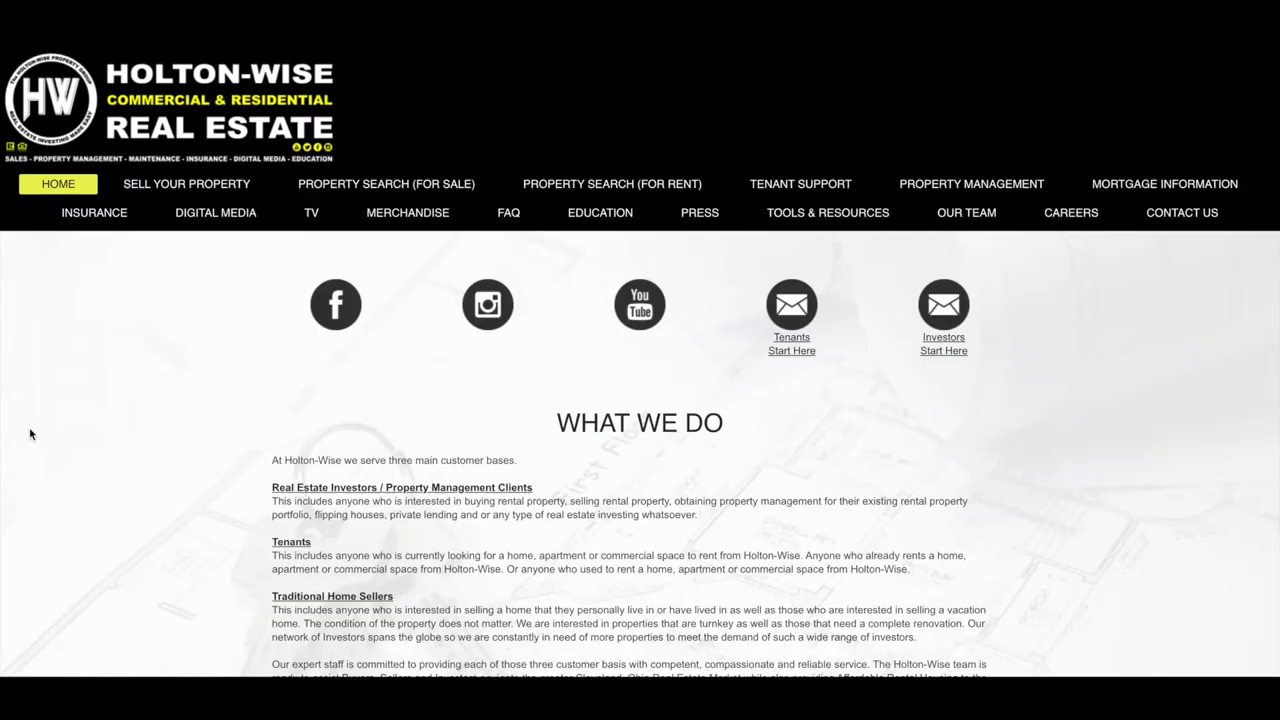 HOLTON-WISE
COMMERCIAL & RESIDENTIAL
REAL ESTATE
HW
SALES - PROPERTY MANAGEMENT - MAINTENANCE - INSURANCE - DIGITAL MEDIA - EDUCATION
HOME SELL YOUR PROPERTY PROPERTY SEARCH (FOR SALE) PROPERTY SEARCH (FOR RENT) TENANT SUPPORT PROPERTY MANAGEMENT MORTGAGE INFORMATION
INSURANCE DIGITAL MEDIA TV MERCHANDISE FAQ EDUCATION PRESS TOOLS & RESOURCES OUR TEAM CAREERS CONTACT US
You
Tube
Tenants
Start Here
Investors
Start Here
WHAT WE DO
At Holton-Wise we serve three main customer bases.
Real Estate Investors / Property Management Clients
This includes anyone who is interested in buying rental property, selling rental property, obtaining property management for their existing rental property
portfolio, flipping houses, private lending and or any type of real estate investing whatsoever.
Tenants
This includes anyone who is currently looking for a home, apartment or commercial space to rent from Holton-Wise. Anyone who already rents a home,
apartment or commercial space from Holton-Wise. Or anyone who used to rent a home, apartment or commercial space from Holton-Wise.
Traditional Home Sellers
This includes anyone who is interested in selling a home that they personally live in or have lived in as well as those who are interested in selling a vacation
home. The condition of the property does not matter. We are interested in properties that are turnkey as well as those that need a complete renovation. Our
network of Investors spans the globe so we are constantly in need of more properties to meet the demand of such a wide range of investors.
Our expert staff is committed to providing each of those three customer basis with competent, compassionate and reliable service. The Holton-Wise team is